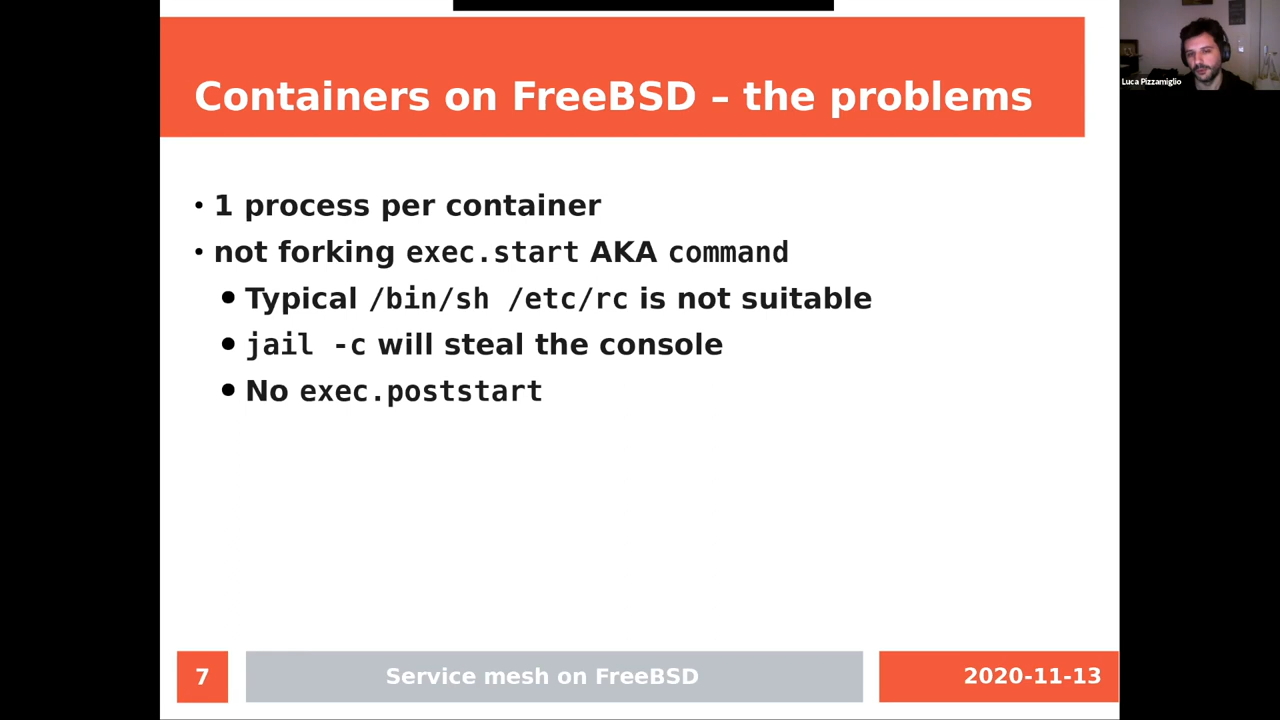 Containers on FreeBSD – the problems
Luca Pizzamiglio
• 1 process per container
• not forking exec.start AKA command
● Typical /bin/sh /etc/rc is not suitable
● jail -c will steal the console
● No exec.poststart
7
Service mesh on FreeBSD
2020-11-13